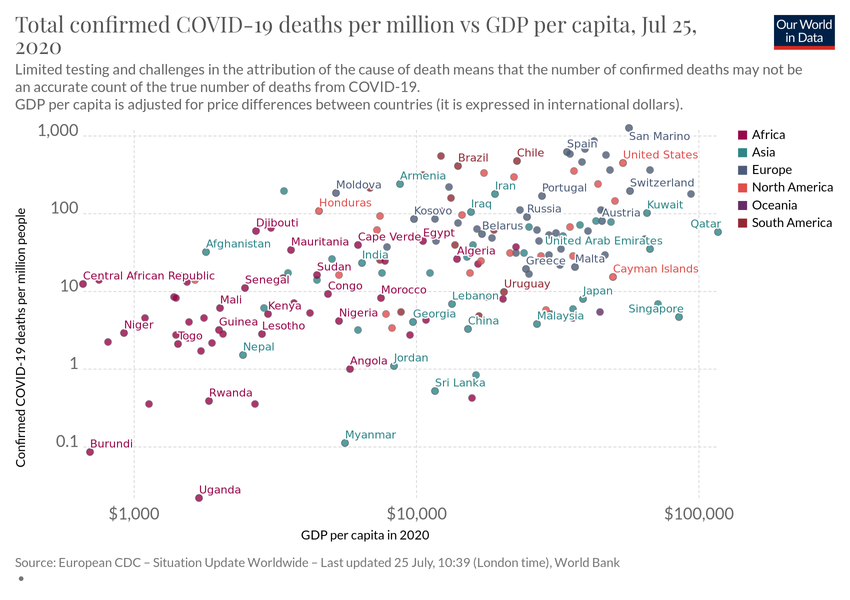 Total confirmed COVID-19 deaths per million vs GDP per capita, Jul 25,
2020
Our World
in Data
Limited testing and challenges in the attribution of the cause of death means that the number of confirmed deaths may not be
an accurate count of the true number of deaths from COVID-19.
GDP per capita is adjusted for price differences between countries (it is expressed in international dollars).
1,000
100
10
1
0.1
Confirmed COVID-19 deaths per million people
San Marino
Spain
United States
Chile
Brazil
Armenia
Moldova
Iran
Portugal
Switzerland
Honduras
Kosovo
Iraq
Russia
Austria
Kuwait
Djibouti
Cape Verde
Egypt
Belarus
Qatar
Afghanistan
Mauritania
India
Algeria
United Arab Emirates
Greece
Malta
Central African Republic
Senegal
Sudan
Congo
Morocco
Uruguay
Cayman Islands
Mali
Kenya
Lebanon
Japan
Niger
Togo
Guinea
Lesotho
Nigeria
Georgia
China
Malaysia
Singapore
Nepal
Angola
Jordan
Rwanda
Sri Lanka
Burundi
Myanmar
Uganda
$1,000
$10,000
$100,000
GDP per capita in 2020
Africa
Asia
Europe
North America
Oceania
South America
Source: European CDC – Situation Update Worldwide – Last updated 25 July, 10:39 (London time), World Bank